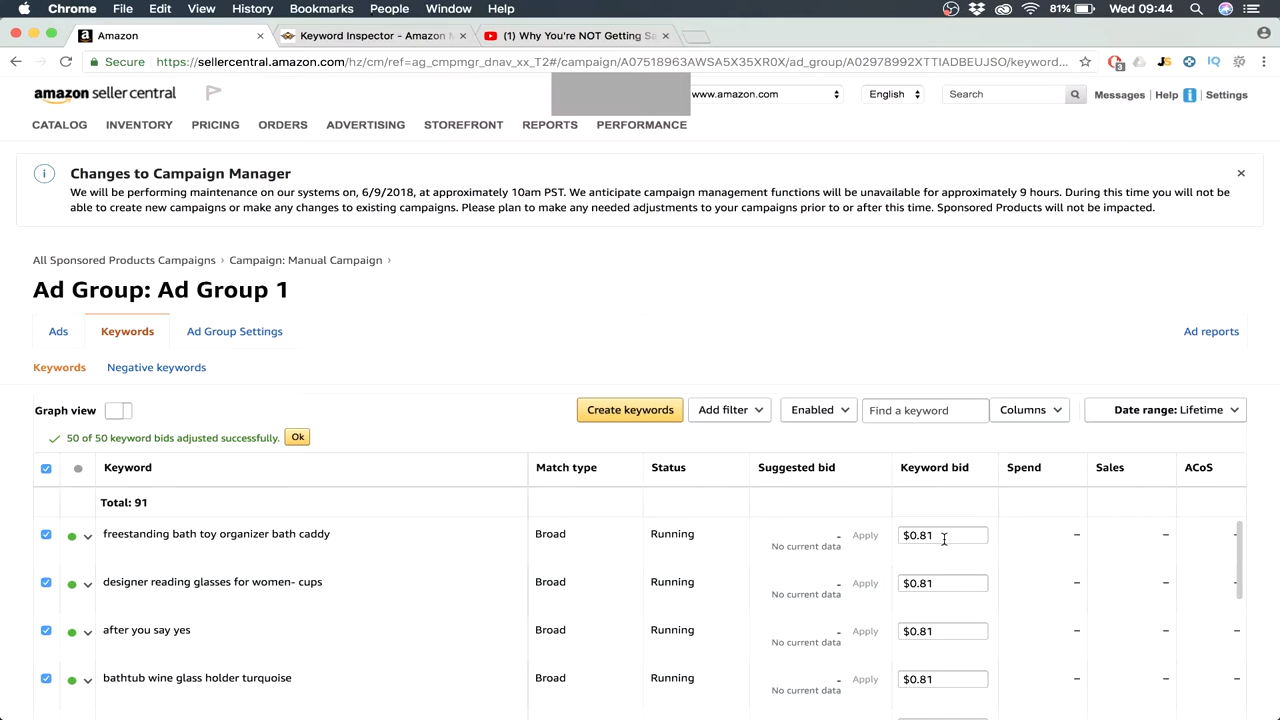 Chrome File Edit View History Bookmarks People Window Help 81% Wed 09:44
Amazon Keyword Inspector - Amazon M (1) Why You're NOT Getting Sa
Secure https://sellercentral.amazon.com/hz/cm/ref=ag_cmpmgr_dnav_xx_T2#/campaign/A07518963AWSA5X35XR0X/ad_group/A02978992XTTIADBEUJSO/keyword... 3 JS IQ
amazon seller central www.amazon.com English Search Messages | Help | Settings
CATALOG INVENTORY PRICING ORDERS ADVERTISING STOREFRONT REPORTS PERFORMANCE
Changes to Campaign Manager
We will be performing maintenance on our systems on, 6/9/2018, at approximately 10am PST. We anticipate campaign management functions will be unavailable for approximately 9 hours. During this time you will not be
able to create new campaigns or make any changes to existing campaigns. Please plan to make any needed adjustments to your campaigns prior to or after this time. Sponsored Products will not be impacted.
All Sponsored Products Campaigns › Campaign: Manual Campaign ›
Ad Group: Ad Group 1
Ads Keywords Ad Group Settings Ad reports
Keywords Negative keywords
Graph view Create keywords Add filter Enabled Find a keyword Columns Date range: Lifetime
50 of 50 keyword bids adjusted successfully. Ok
Keyword Match type Status Suggested bid Keyword bid Spend Sales ACoS
Total: 91
freestanding bath toy organizer bath caddy Broad Running - Apply $0.81 – – –
No current data
designer reading glasses for women- cups Broad Running - Apply $0.81 – – –
No current data
after you say yes Broad Running - Apply $0.81 – – –
No current data
bathtub wine glass holder turquoise Broad Running - Apply $0.81 – – –
No current data